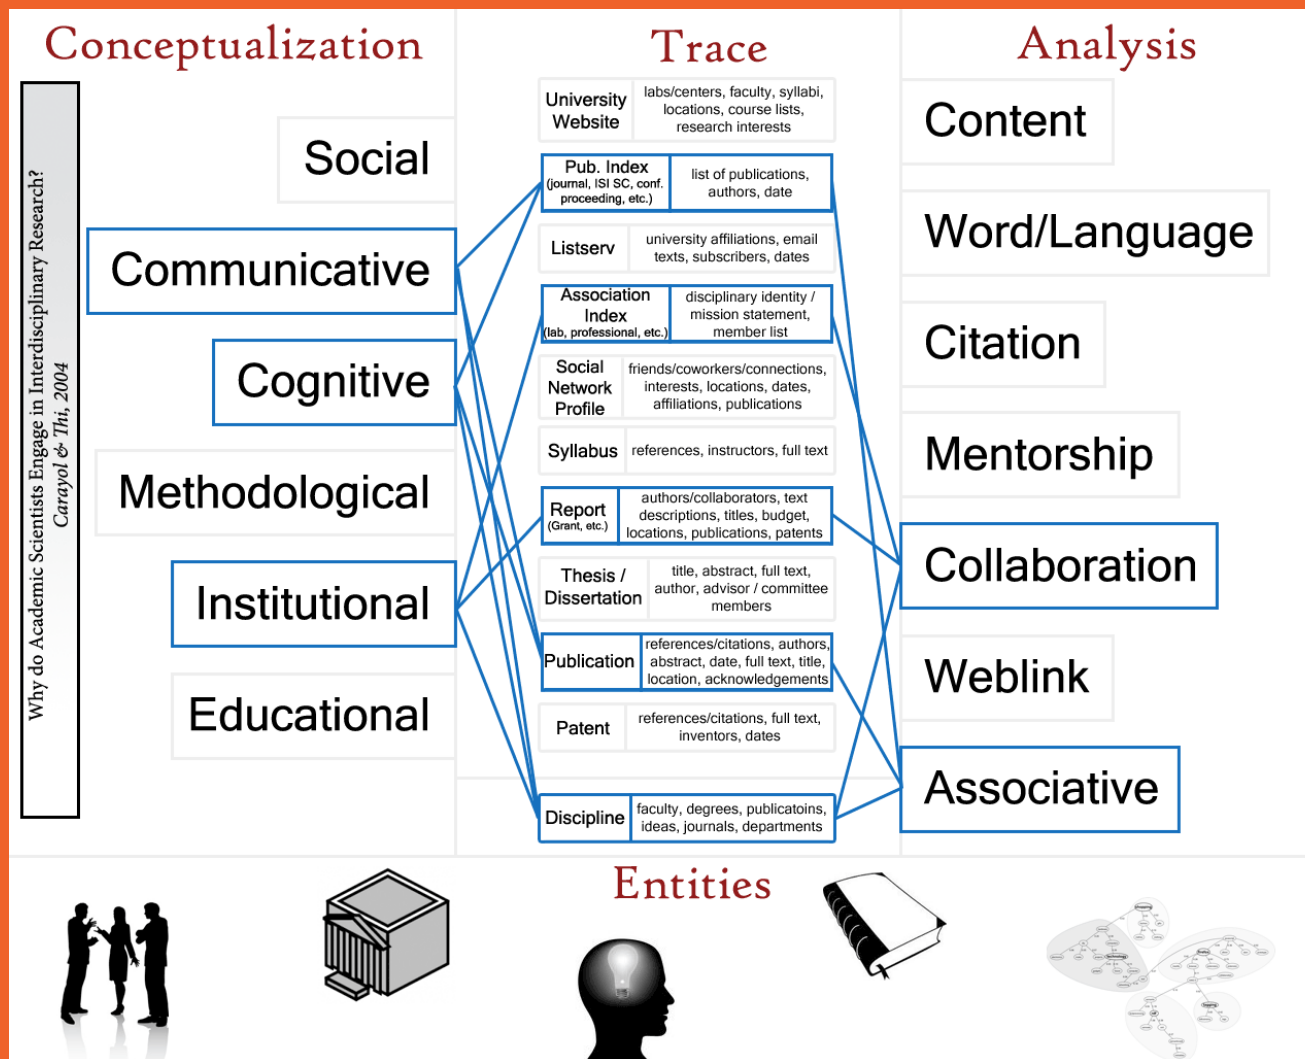 Conceptualization
Trace
Analysis
Why do Academic Scientists Engage in Interdisciplinary Research?
Carayol & Thi, 2004
Social
Communicative
Cognitive
Methodological
Institutional
Educational
University
Website
labs/centers, faculty, syllabi,
locations, course lists,
research interests
Pub. Index
(journal, ISI SC, conf.
proceeding, etc.)
list of publications,
authors, date
Listserv
university affiliations, email
texts, subscribers, dates
Association
Index
(lab, professional, etc.)
disciplinary identity /
mission statement,
member list
Social
Network
Profile
friends/coworkers/connections,
interests, locations, dates,
affiliations, publications
Syllabus
references, instructors, full text
Report
(Grant, etc.)
authors/collaborators, text
descriptions, titles, budget,
locations, publications, patents
Thesis /
Dissertation
title, abstract, full text,
author, advisor / committee
members
Publication
references/citations, authors,
abstract, date, full text, title,
location, acknowledgements
Patent
references/citations, full text,
inventors, dates
Discipline
faculty, degrees, publicatoins,
ideas, journals, departments
Content
Word/Language
Citation
Mentorship
Collaboration
Weblink
Associative
Entities